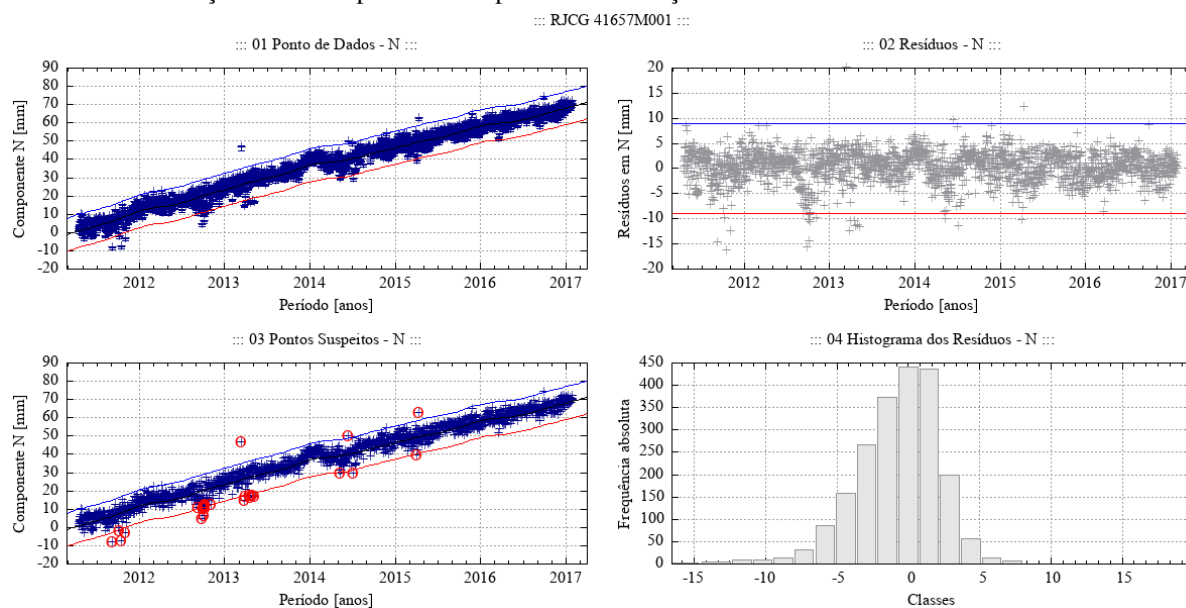 ::: RJCG 41657M001 :::
::: 01 Ponto de Dados - N :::
90
80
70
60
50
40
30
20
10
0
-10
-20
Componente N [mm]
2012 2013 2014 2015 2016 2017
Período [anos]
::: 02 Resíduos - N :::
20
15
10
5
0
-5
-10
-15
-20
Resíduos em N [mm]
2012 2013 2014 2015 2016 2017
Período [anos]
::: 03 Pontos Suspeitos - N :::
90
80
70
60
50
40
30
20
10
0
-10
-20
Componente N [mm]
2012 2013 2014 2015 2016 2017
Período [anos]
::: 04 Histograma dos Resíduos - N :::
450
400
350
300
250
200
150
100
50
0
Frequência absoluta
-15 -10 -5 0 5 10 15
Classes